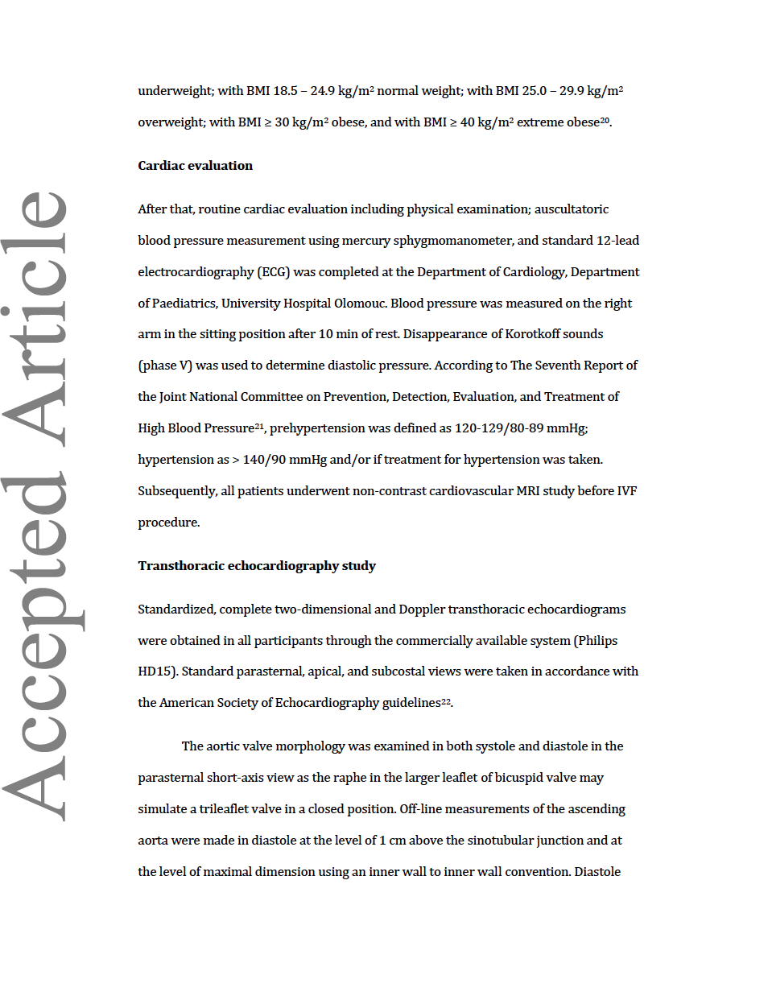 underweight; with BMI 18.5 – 24.9 kg/m² normal weight; with BMI 25.0 – 29.9 kg/m²
overweight; with BMI ≥ 30 kg/m² obese, and with BMI ≥ 40 kg/m² extreme obese²⁰.
Cardiac evaluation
After that, routine cardiac evaluation including physical examination; auscultatoric
blood pressure measurement using mercury sphygmomanometer, and standard 12-lead
electrocardiography (ECG) was completed at the Department of Cardiology, Department
of Paediatrics, University Hospital Olomouc. Blood pressure was measured on the right
arm in the sitting position after 10 min of rest. Disappearance of Korotkoff sounds
(phase V) was used to determine diastolic pressure. According to The Seventh Report of
the Joint National Committee on Prevention, Detection, Evaluation, and Treatment of
High Blood Pressure²¹, prehypertension was defined as 120-129/80-89 mmHg;
hypertension as > 140/90 mmHg and/or if treatment for hypertension was taken.
Subsequently, all patients underwent non-contrast cardiovascular MRI study before IVF
procedure.
Transthoracic echocardiography study
Standardized, complete two-dimensional and Doppler transthoracic echocardiograms
were obtained in all participants through the commercially available system (Philips
HD15). Standard parasternal, apical, and subcostal views were taken in accordance with
the American Society of Echocardiography guidelines²².
The aortic valve morphology was examined in both systole and diastole in the
parasternal short-axis view as the raphe in the larger leaflet of bicuspid valve may
simulate a trileaflet valve in a closed position. Off-line measurements of the ascending
aorta were made in diastole at the level of 1 cm above the sinotubular junction and at
the level of maximal dimension using an inner wall to inner wall convention. Diastole
Accepted Article